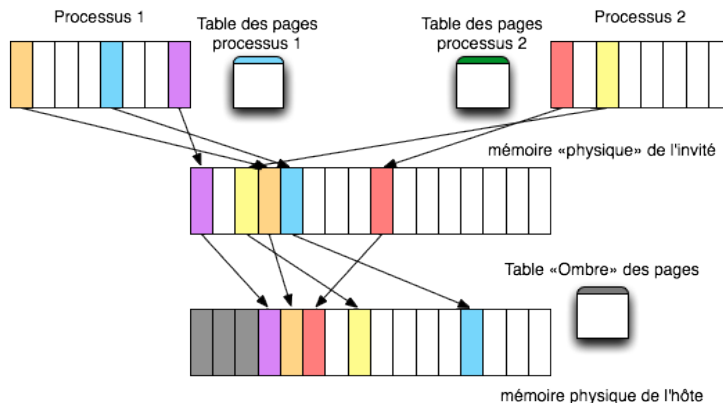 Processus 1
Table des pages
processus 1
Table des pages
processus 2
Processus 2
mémoire «physique» de l'invité
Table «Ombre» des pages
mémoire physique de l'hôte